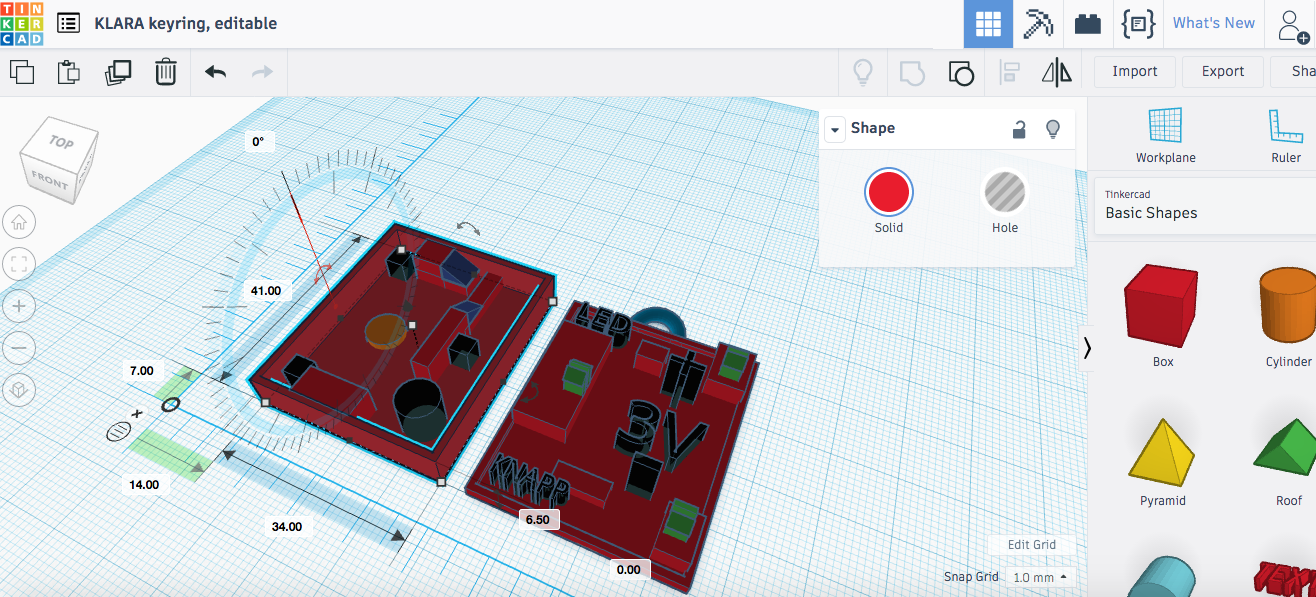 TIN
KER
CAD
KLARA keyring, editable
What's New
Import
Export
Sha
TOP
FRONT
0°
41.00
7.00
14.00
34.00
6.50
0.00
LED
3V
KNAPP
Shape
Solid
Hole
Workplane
Ruler
Tinkercad
Basic Shapes
Box
Cylinder
Pyramid
Roof
Edit Grid
Snap Grid 1.0 mm